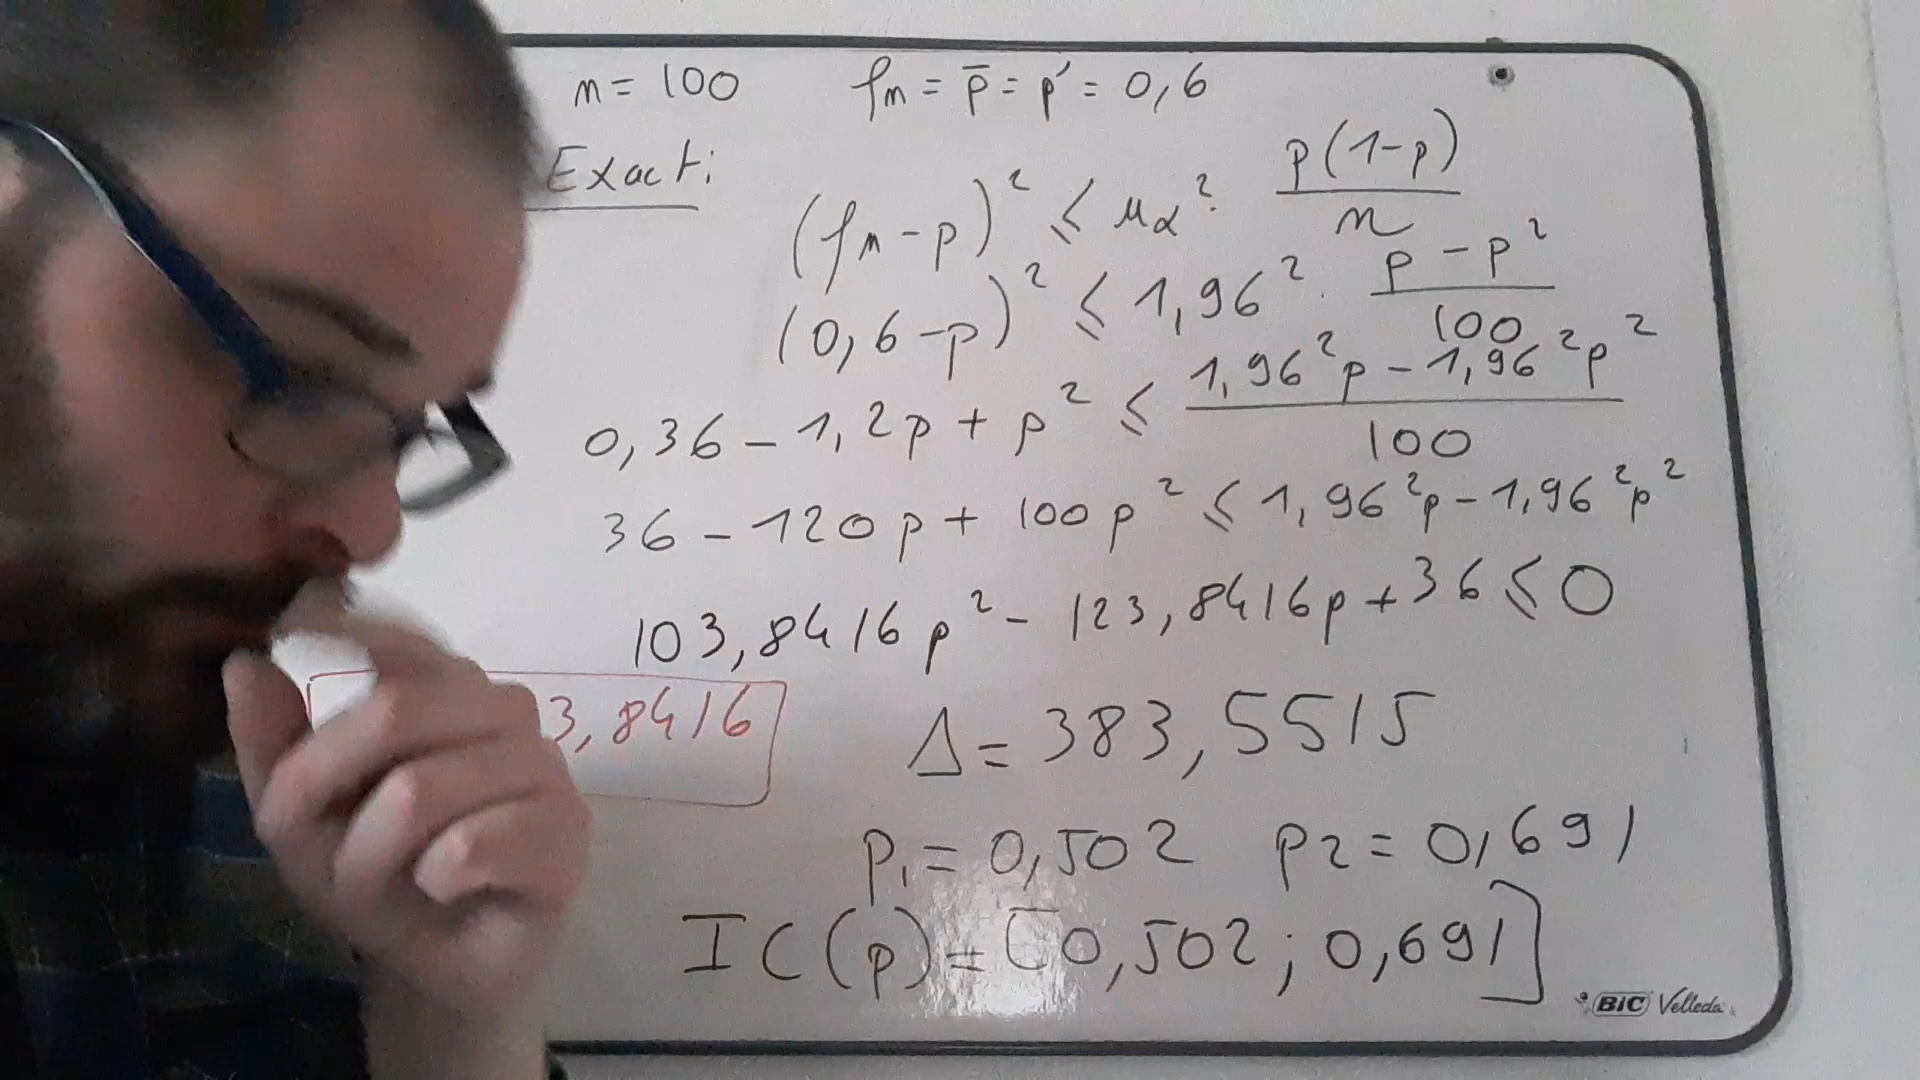 n = 100 fn = p̄ = p' = 0,6
Exact:
(fn - p)² ⩽ μα² · p(1-p) / n
(0,6 - p)² ⩽ 1,96² · p - p² / 100
0,36 - 1,2p + p² ⩽ 1,96²p - 1,96²p² / 100
36 - 120p + 100p² ⩽ 1,96²p - 1,96²p²
103,8416p² - 123,8416p + 36 ⩽ 0
3,8416
Δ = 383,5515
p₁ = 0,502 p2 = 0,691
IC(p) = [0,502 ; 0,691]
BIC Velleda